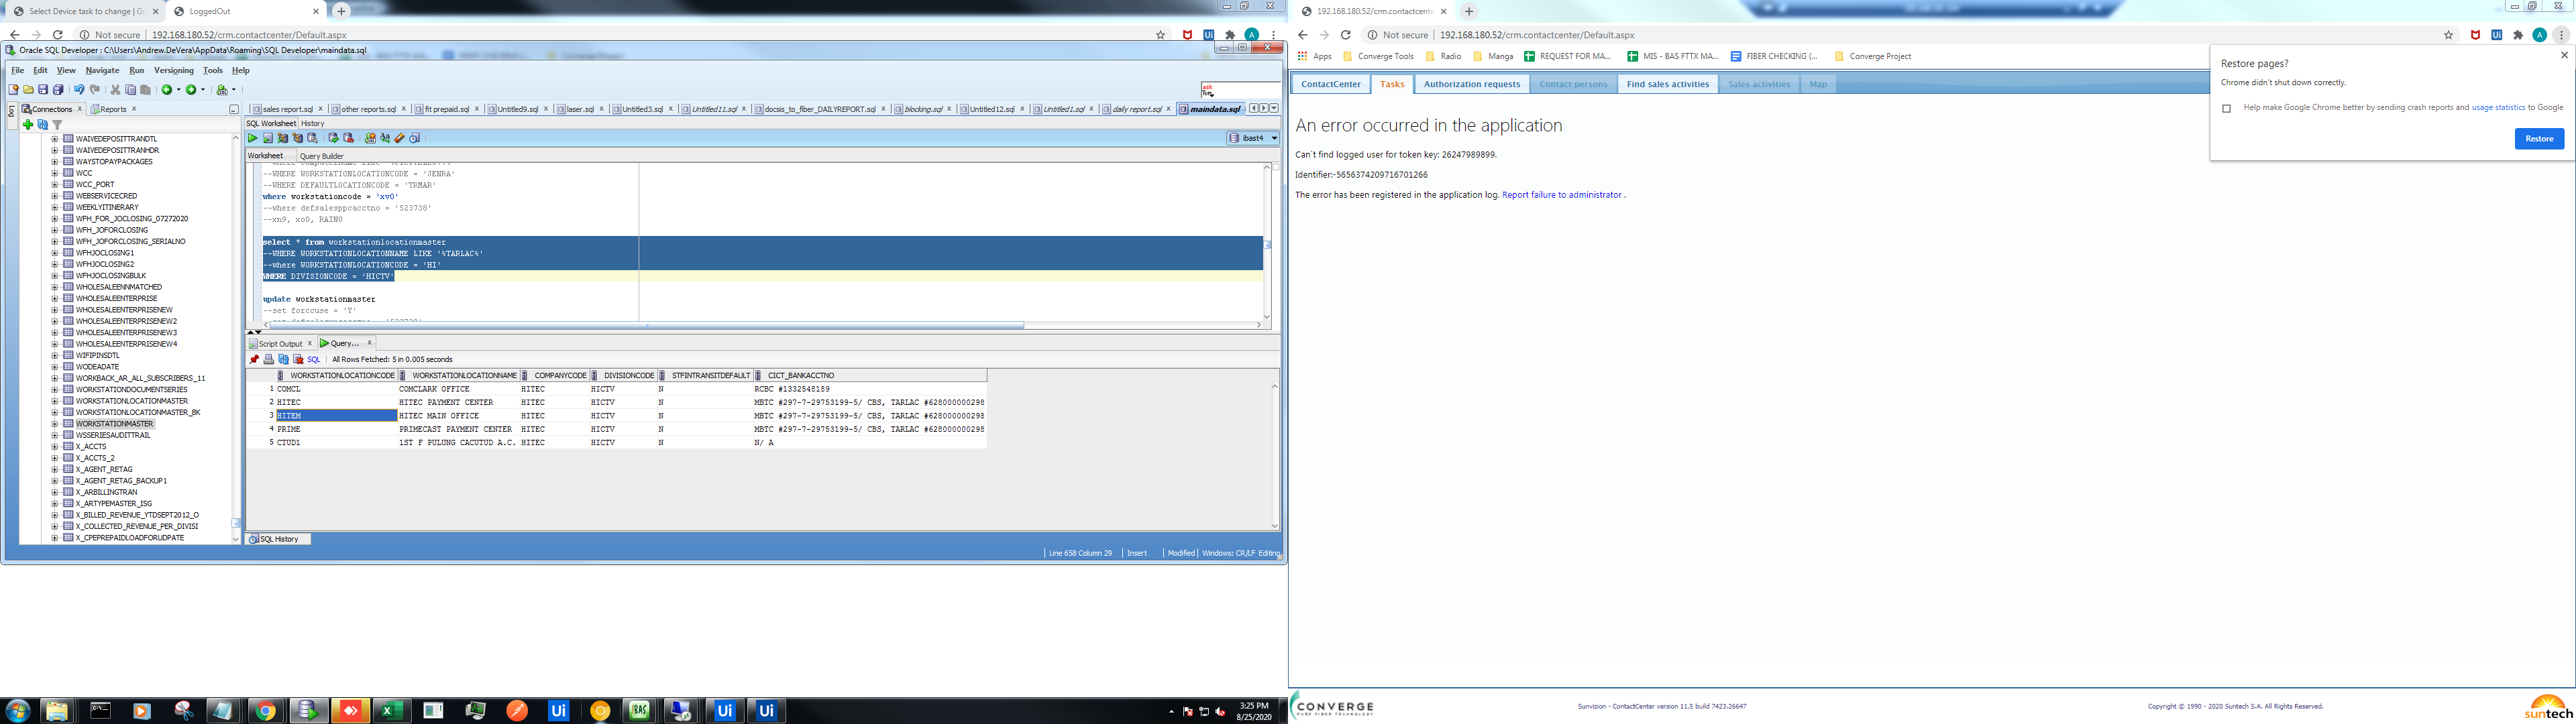 Select Device task to change | G
LoggedOut
Not secure | 192.168.180.52/crm.contactcenter/Default.aspx
Oracle SQL Developer : C:\Users\Andrew.DeVera\AppData\Roaming\SQL Developer\maindata.sql
File Edit View Navigate Run Versioning Tools Help
Connections Reports
sales report.sql other reports.sql fit prepaid.sql Untitled9.sql laser.sql Untitled3.sql Untitled11.sql docsis_to_fiber_DAILYREPORT.sql blocking.sql Untitled12.sql Untitled1.sql daily report.sql maindata.sql
SQL Worksheet History
ibast4
Worksheet Query Builder
WAIVEDEPOSITTRANDTL
WAIVEDEPOSITTRANHDR
WAYSTOPAYPACKAGES
WCC
WCC_PORT
WEBSERVICECRED
WEEKLYITINERARY
WFH_FOR_JOCLOSING_07272020
WFH_JOFORCLOSING
WFH_JOFORCLOSING_SERIALNO
WFHJOCLOSING1
WFHJOCLOSING2
WFHJOCLOSINGBULK
WHOLESALEENNMATCHED
WHOLESALEENTERPRISE
WHOLESALEENTERPRISENEW
WHOLESALEENTERPRISENEW2
WHOLESALEENTERPRISENEW3
WHOLESALEENTERPRISENEW4
WIFIPINSDTL
WODEADATE
WORKBACK_AR_ALL_SUBSCRIBERS_11
WORKSTATIONDOCUMENTSERIES
WORKSTATIONLOCATIONMASTER
WORKSTATIONLOCATIONMASTER_BK
WORKSTATIONMASTER
WSSERIESAUDITTRAIL
X_ACCTS
X_ACCTS_2
X_AGENT_RETAG
X_AGENT_RETAG_BACKUP1
X_ARBILLINGTRAN
X_ARTYPEMASTER_ISG
X_BILLED_REVENUE_YTDSEPT2012_O
X_COLLECTED_REVENUE_PER_DIVISI
X_CPEPREPAIDLOADFORUDPATE
--WHERE WORKSTATIONLOCATIONCODE = 'JENRA'
--WHERE DEFAULTLOCATIONCODE = 'TRMAR'
where workstationcode = 'xv0'
--where defsalesppcacctno = '523738'
--xn9, xo0, RAIN0
select * from workstationlocationmaster
--WHERE WORKSTATIONLOCATIONNAME LIKE '%TARLAC%'
--where WORKSTATIONLOCATIONCODE = 'HI'
WHERE DIVISIONCODE = 'HICTV'
update workstationmaster
--set forccuse = 'Y'
Script Output Query...
SQL | All Rows Fetched: 5 in 0.005 seconds
WORKSTATIONLOCATIONCODE WORKSTATIONLOCATIONNAME COMPANYCODE DIVISIONCODE STFINTRANSITDEFAULT CICT_BANKACCTNO
1 COMCL COMCLARK OFFICE HITEC HICTV N RCBC #1332548189
2 HITEC HITEC PAYMENT CENTER HITEC HICTV N MBTC #297-7-29753199-5/ CBS, TARLAC #628000000298
3 HITEM HITEC MAIN OFFICE HITEC HICTV N MBTC #297-7-29753199-5/ CBS, TARLAC #628000000298
4 PRIME PRIMECAST PAYMENT CENTER HITEC HICTV N MBTC #297-7-29753199-5/ CBS, TARLAC #628000000298
5 CTUD1 1ST F PULUNG CACUTUD A.C. HITEC HICTV N N/ A
SQL History
Line 658 Column 29 | Insert | Modified | Windows: CR/LF Editing
3:25 PM
8/25/2020
192.168.180.52/crm.contactcente
Not secure | 192.168.180.52/crm.contactcenter/Default.aspx
Apps Converge Tools Radio Manga REQUEST FOR MA... MIS - BAS FTTX MA... FIBER CHECKING (... Converge Project
ContactCenter Tasks Authorization requests Contact persons Find sales activities Sales activities Map
An error occurred in the application
Can't find logged user for token key: 26247989899.
Identifier:-5656374209716701266
The error has been registered in the application log. Report failure to administrator .
Restore pages?
Chrome didn't shut down correctly.
Help make Google Chrome better by sending crash reports and usage statistics to Google
Restore
CONVERGE
PURE FIBER TECHNOLOGY
Sunvizion - ContactCenter version 11.5 build 7423.26647
Copyright © 1990 - 2020 Suntech S.A. All Rights Reserved.
suntech